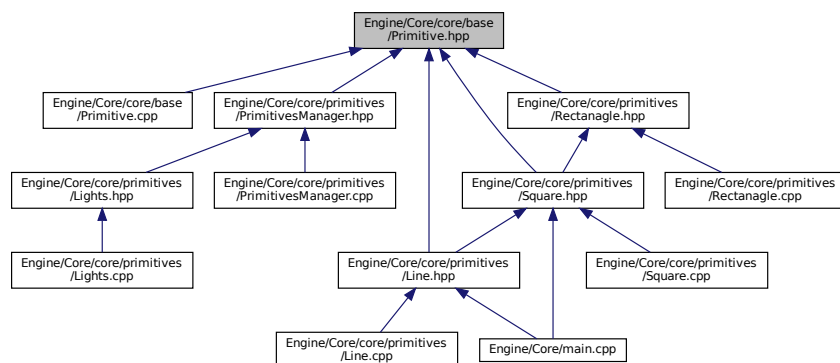 Engine/Core/core/base
/Primitive.hpp
Engine/Core/core/base
/Primitive.cpp
Engine/Core/core/primitives
/PrimitivesManager.hpp
Engine/Core/core/primitives
/Rectanagle.hpp
Engine/Core/core/primitives
/Lights.hpp
Engine/Core/core/primitives
/PrimitivesManager.cpp
Engine/Core/core/primitives
/Square.hpp
Engine/Core/core/primitives
/Rectanagle.cpp
Engine/Core/core/primitives
/Lights.cpp
Engine/Core/core/primitives
/Line.hpp
Engine/Core/core/primitives
/Square.cpp
Engine/Core/core/primitives
/Line.cpp
Engine/Core/main.cpp